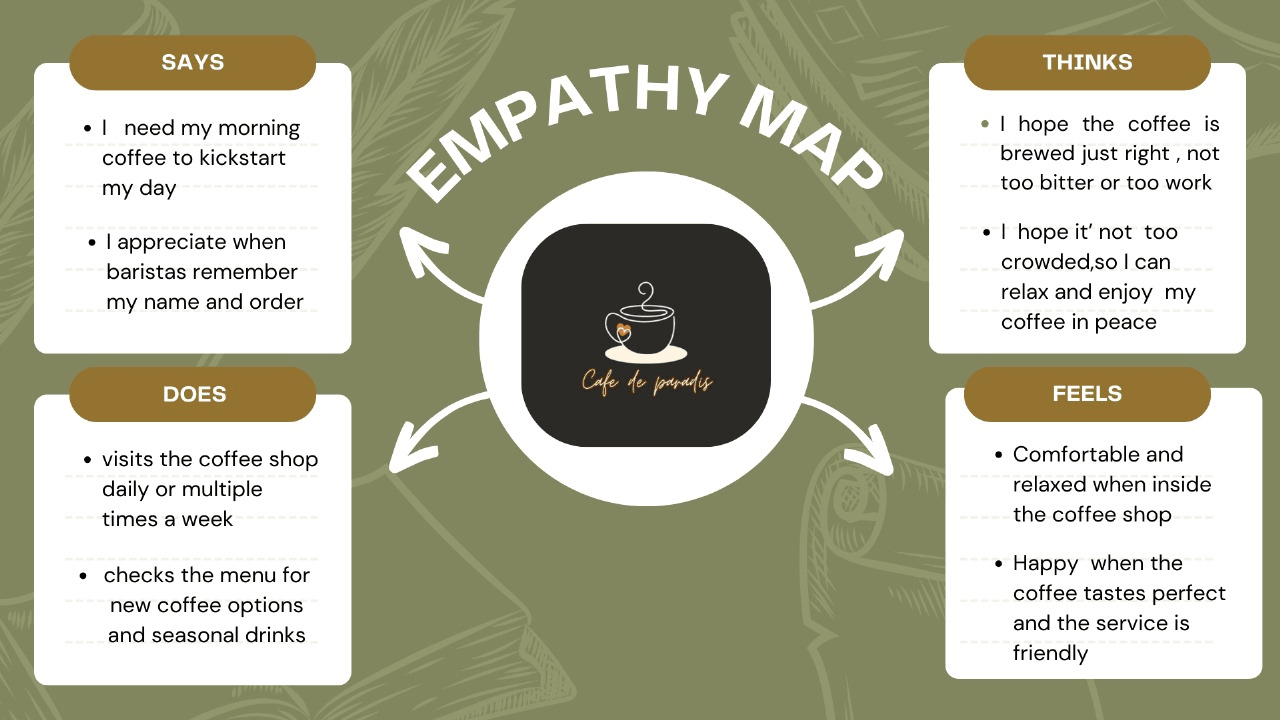 EMPATHY MAP
SAYS
• I need my morning
coffee to kickstart
my day
• I appreciate when
baristas remember
my name and order
THINKS
• I hope the coffee is
brewed just right , not
too bitter or too work
• I hope it’ not too
crowded,so I can
relax and enjoy my
coffee in peace
Cafe de paradis
DOES
• visits the coffee shop
daily or multiple
times a week
• checks the menu for
new coffee options
and seasonal drinks
FEELS
• Comfortable and
relaxed when inside
the coffee shop
• Happy when the
coffee tastes perfect
and the service is
friendly